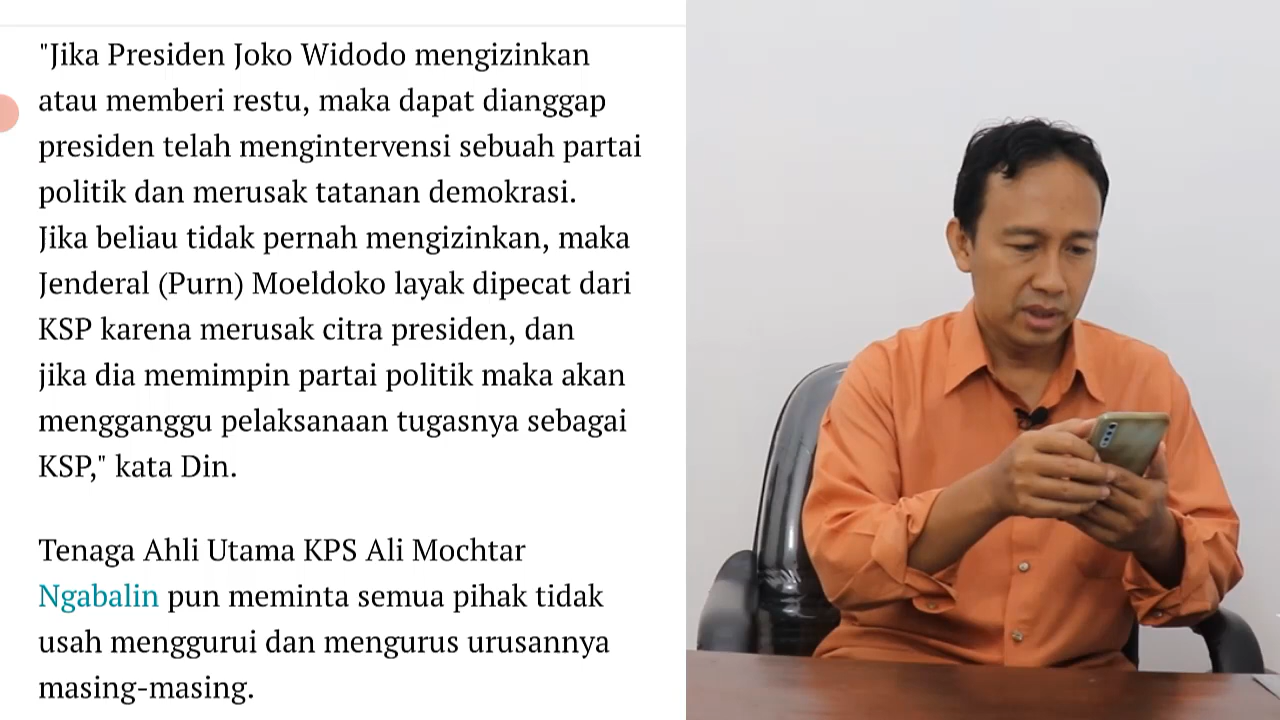 "Jika Presiden Joko Widodo mengizinkan
atau memberi restu, maka dapat dianggap
presiden telah mengintervensi sebuah partai
politik dan merusak tatanan demokrasi.
Jika beliau tidak pernah mengizinkan, maka
Jenderal (Purn) Moeldoko layak dipecat dari
KSP karena merusak citra presiden, dan
jika dia memimpin partai politik maka akan
mengganggu pelaksanaan tugasnya sebagai
KSP," kata Din.
Tenaga Ahli Utama KPS Ali Mochtar
Ngabalin pun meminta semua pihak tidak
usah menggurui dan mengurus urusannya
masing-masing.